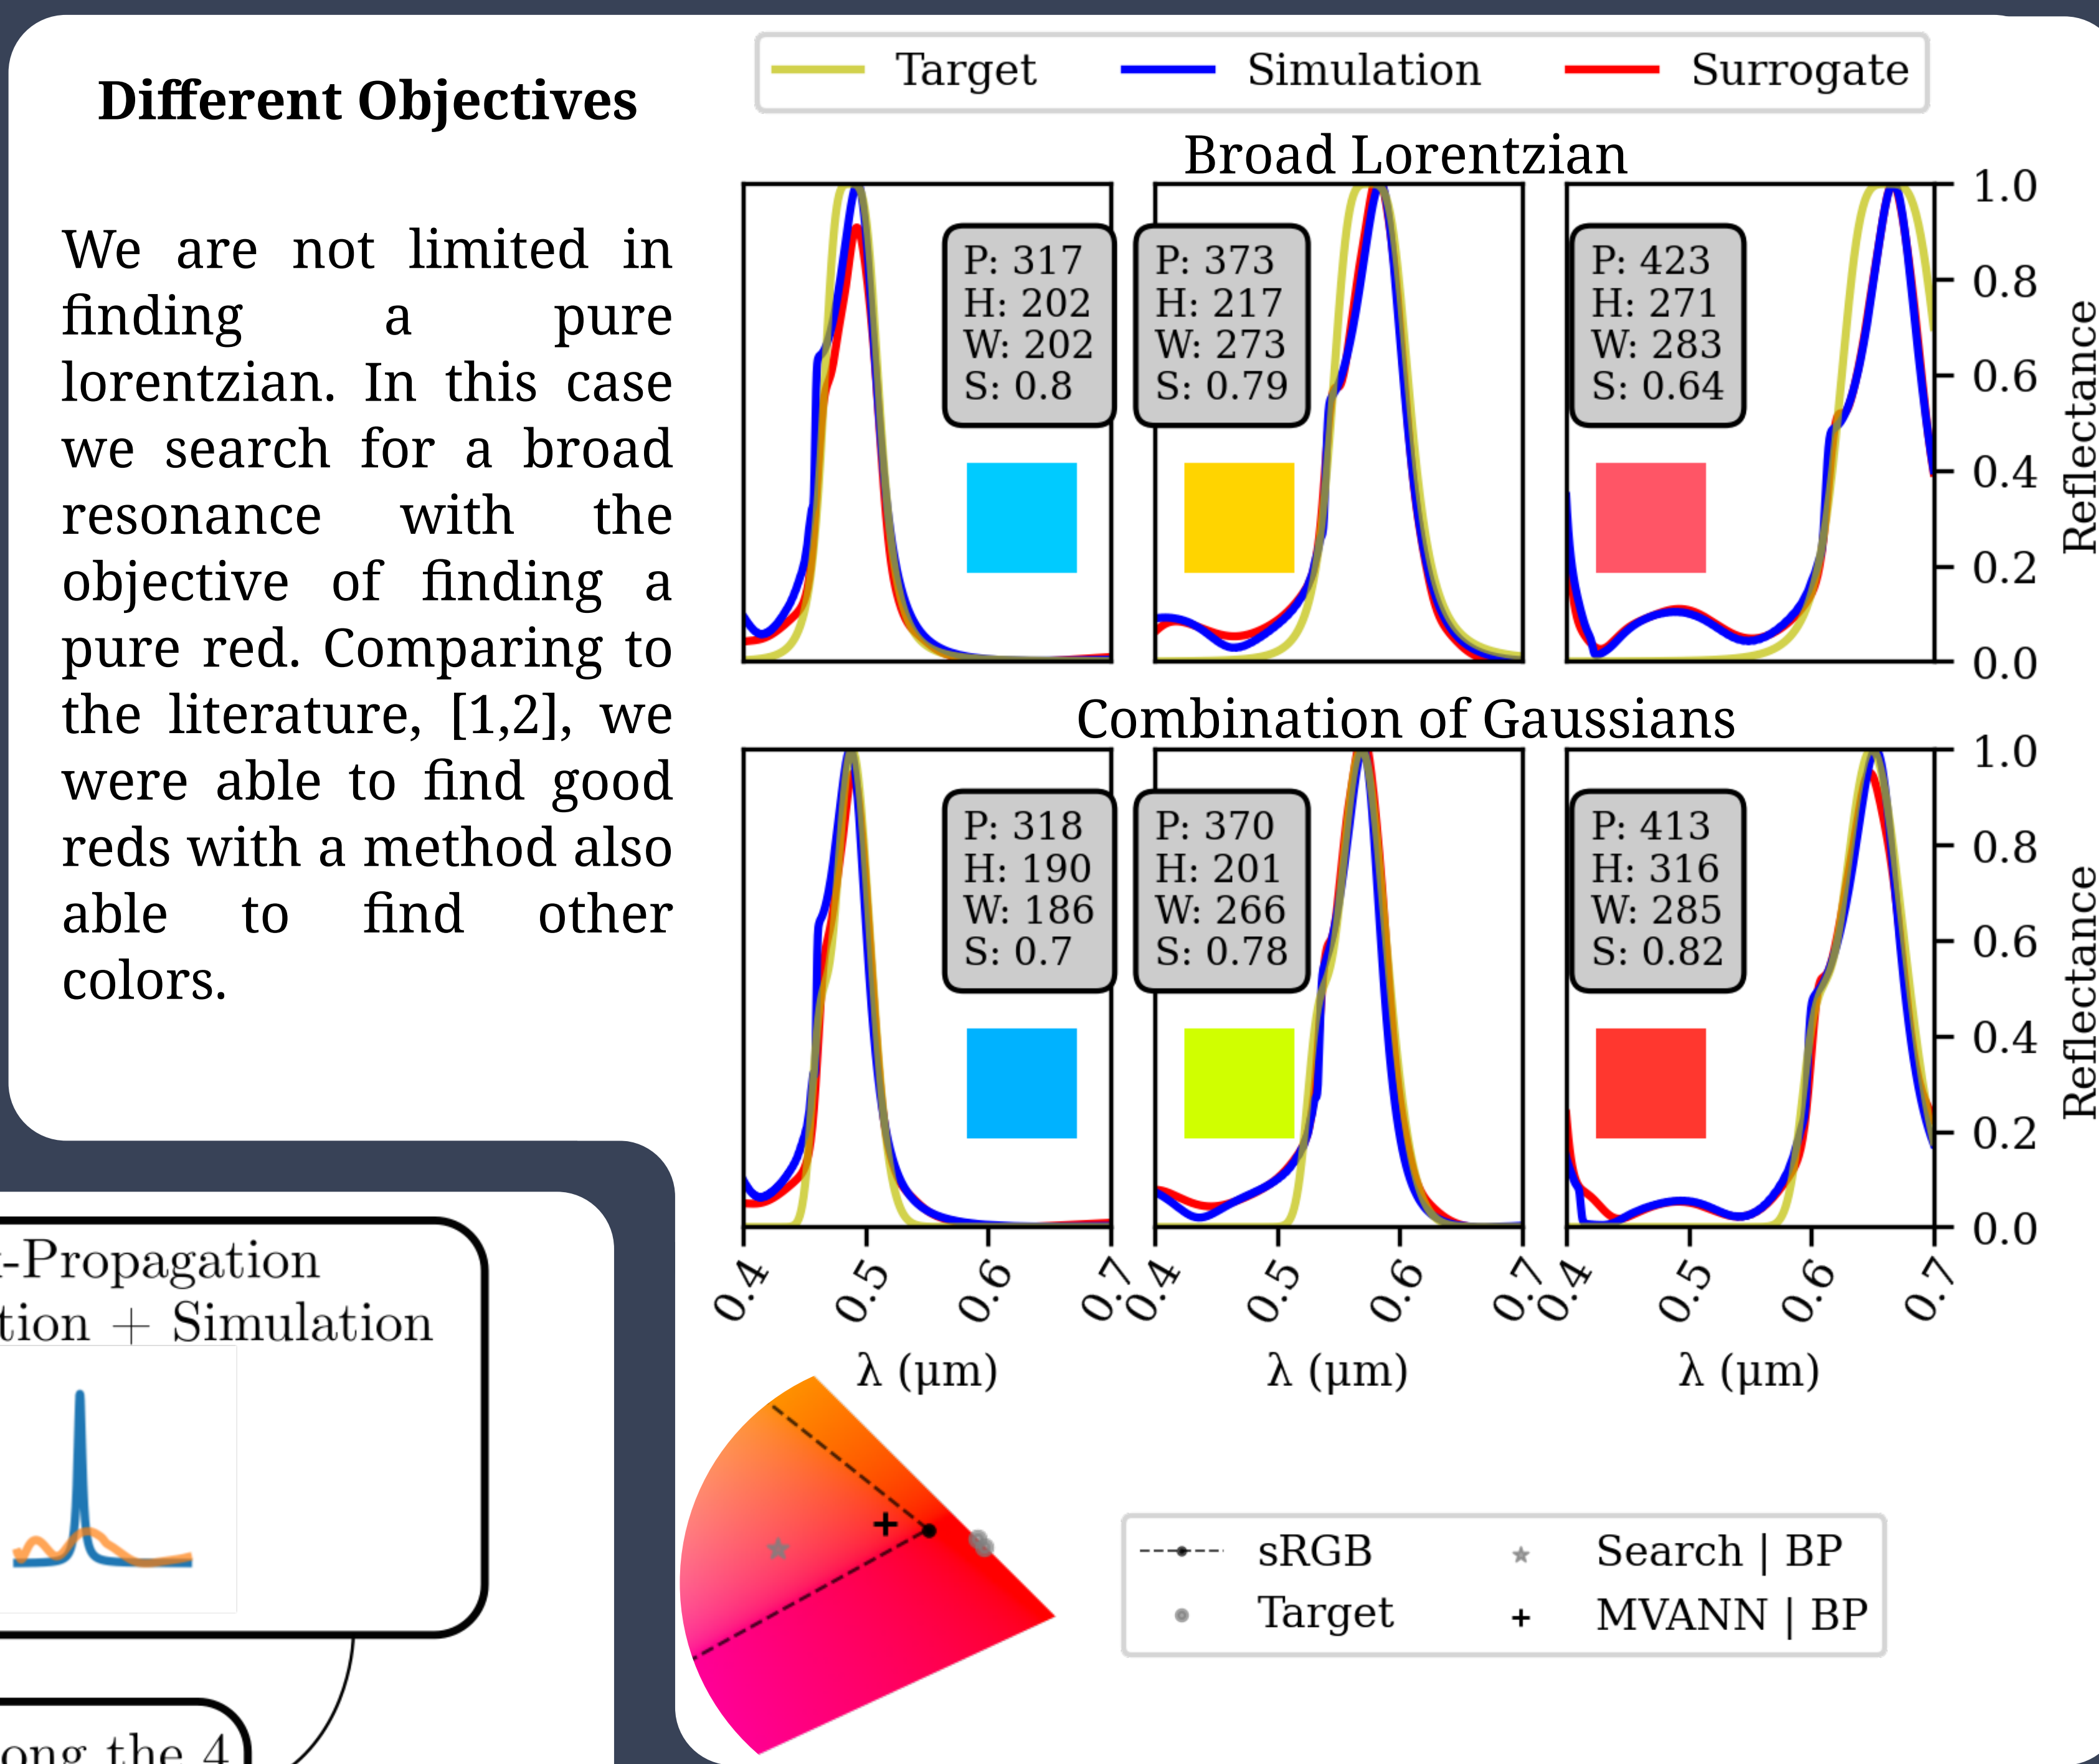 Different Objectives
We are not limited in
finding a pure
lorentzian. In this case
we search for a broad
resonance with the
objective of finding a
pure red. Comparing to
the literature, [1,2], we
were able to find good
reds with a method also
able to find other
colors.
Target Simulation Surrogate
Broad Lorentzian
P: 317
H: 202
W: 202
S: 0.8
P: 373
H: 217
W: 273
S: 0.79
P: 423
H: 271
W: 283
S: 0.64
1.0
0.8
0.6
0.4
0.2
0.0
Reflectance
Combination of Gaussians
P: 318
H: 190
W: 186
S: 0.7
P: 370
H: 201
W: 266
S: 0.78
P: 413
H: 316
W: 285
S: 0.82
1.0
0.8
0.6
0.4
0.2
0.0
Reflectance
0.4 0.5 0.6 0.7
0.4 0.5 0.6 0.7
0.4 0.5 0.6 0.7
λ (μm) λ (μm) λ (μm)
-Propagation
tion + Simulation
ong the 4
sRGB Search | BP
Target MVANN | BP